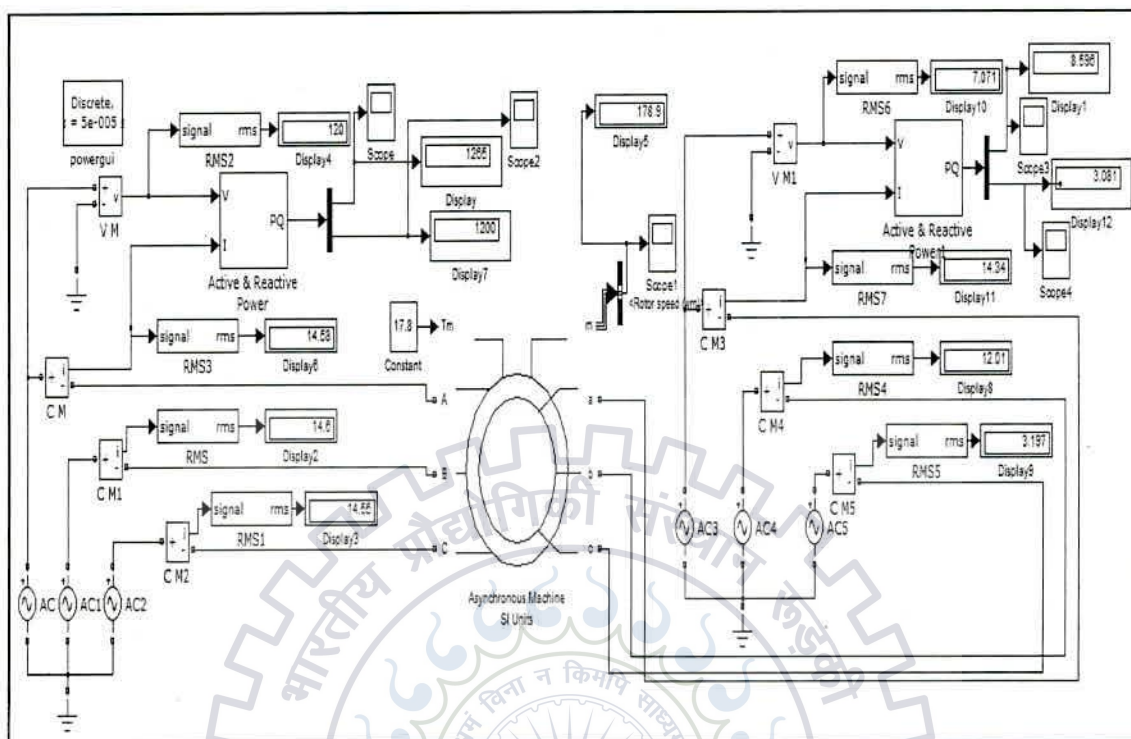 Discrete,
s = 5e-005 s
powergui
signal rms
RMS2
120
Display4
Scope
Scope2
1265
Display
1200
Display7
+
-
v
V M
V
I
PQ
Active & Reactive
Power
signal rms
RMS3
14.58
Display6
17.8
Constant
Tm
+ i
-
C M
signal rms
RMS
14.6
Display2
+ i
-
C M1
signal rms
RMS1
14.56
Display3
+ i
-
C M2
AC
AC1
AC2
A
B
C
m
a
b
c
Asynchronous Machine
SI Units
178.9
Display5
Scope1
<Rotor speed (wm)>
signal rms
RMS6
7.071
Display10
8.596
Display1
Scope3
3.081
Display12
Scope4
+
-
v
V M1
V
I
PQ
Active & Reactive
Power1
signal rms
RMS7
14.34
Display11
+ i
-
C M3
signal rms
RMS4
12.01
Display8
+ i
-
C M4
signal rms
RMS5
3.197
Display9
+ i
-
C M5
AC3
AC4
AC5
भारतीय प्रौद्योगिकी संस्थान रूड़की